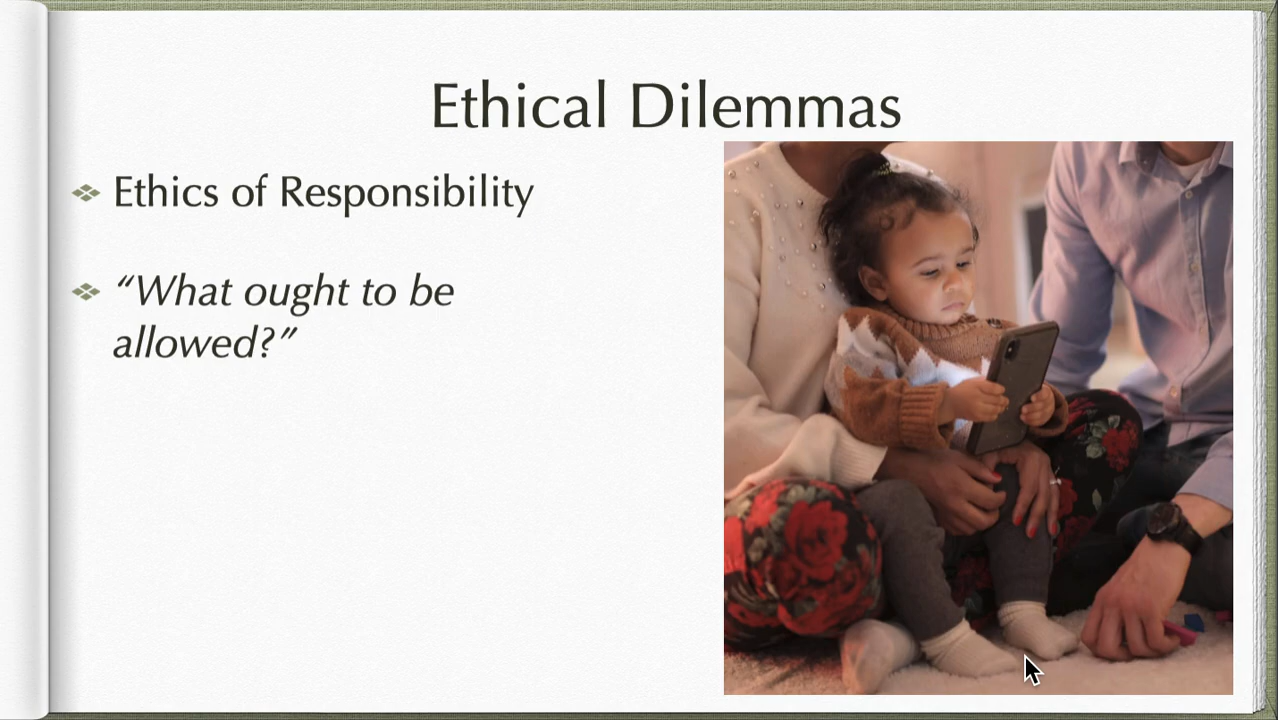 Ethical Dilemmas
Ethics of Responsibility
“What ought to be
allowed?”